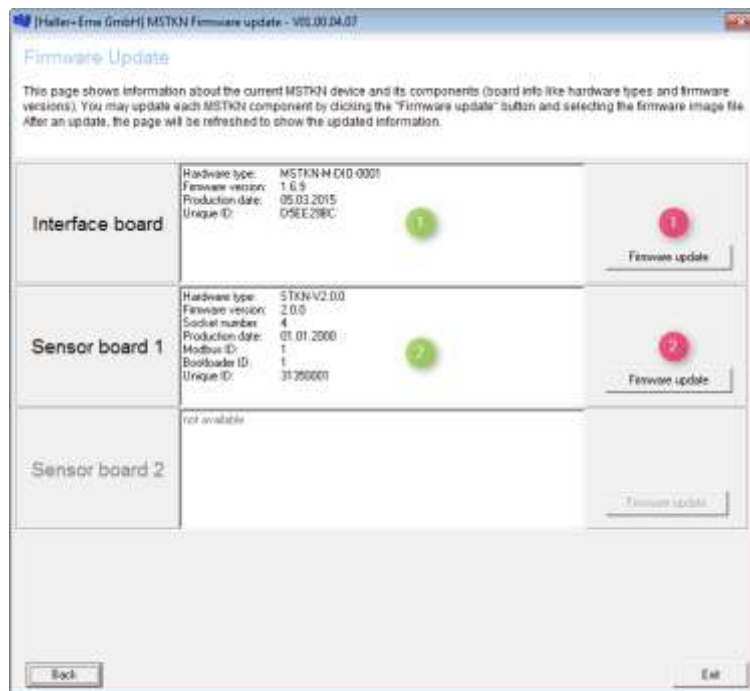 [Haller+Erne GmbH] MSTKN Firmware update - V01.00.04.07
Firmware Update
This page shows information about the current MSTKN device and its components (board info like hardware types and firmware
versions). You may update each MSTKN component by clicking the "Firmware update" button and selecting the firmware image file.
After an update, the page will be refreshed to show the updated information.
Interface board
Hardware type: MSTKN-M-DIO-0001
Firmware version: 1.6.9
Production date: 05.03.2015
Unique ID: D5EE29BC
1
1
Firmware update
Sensor board 1
Hardware type: STKN-V2.0.0
Firmware version: 2.0.0
Socket number: 4
Production date: 01.01.2000
Modbus ID: 1
Bootloader ID: 1
Unique ID: 31350001
2
2
Firmware update
Sensor board 2
not available
Firmware update
Back
Exit